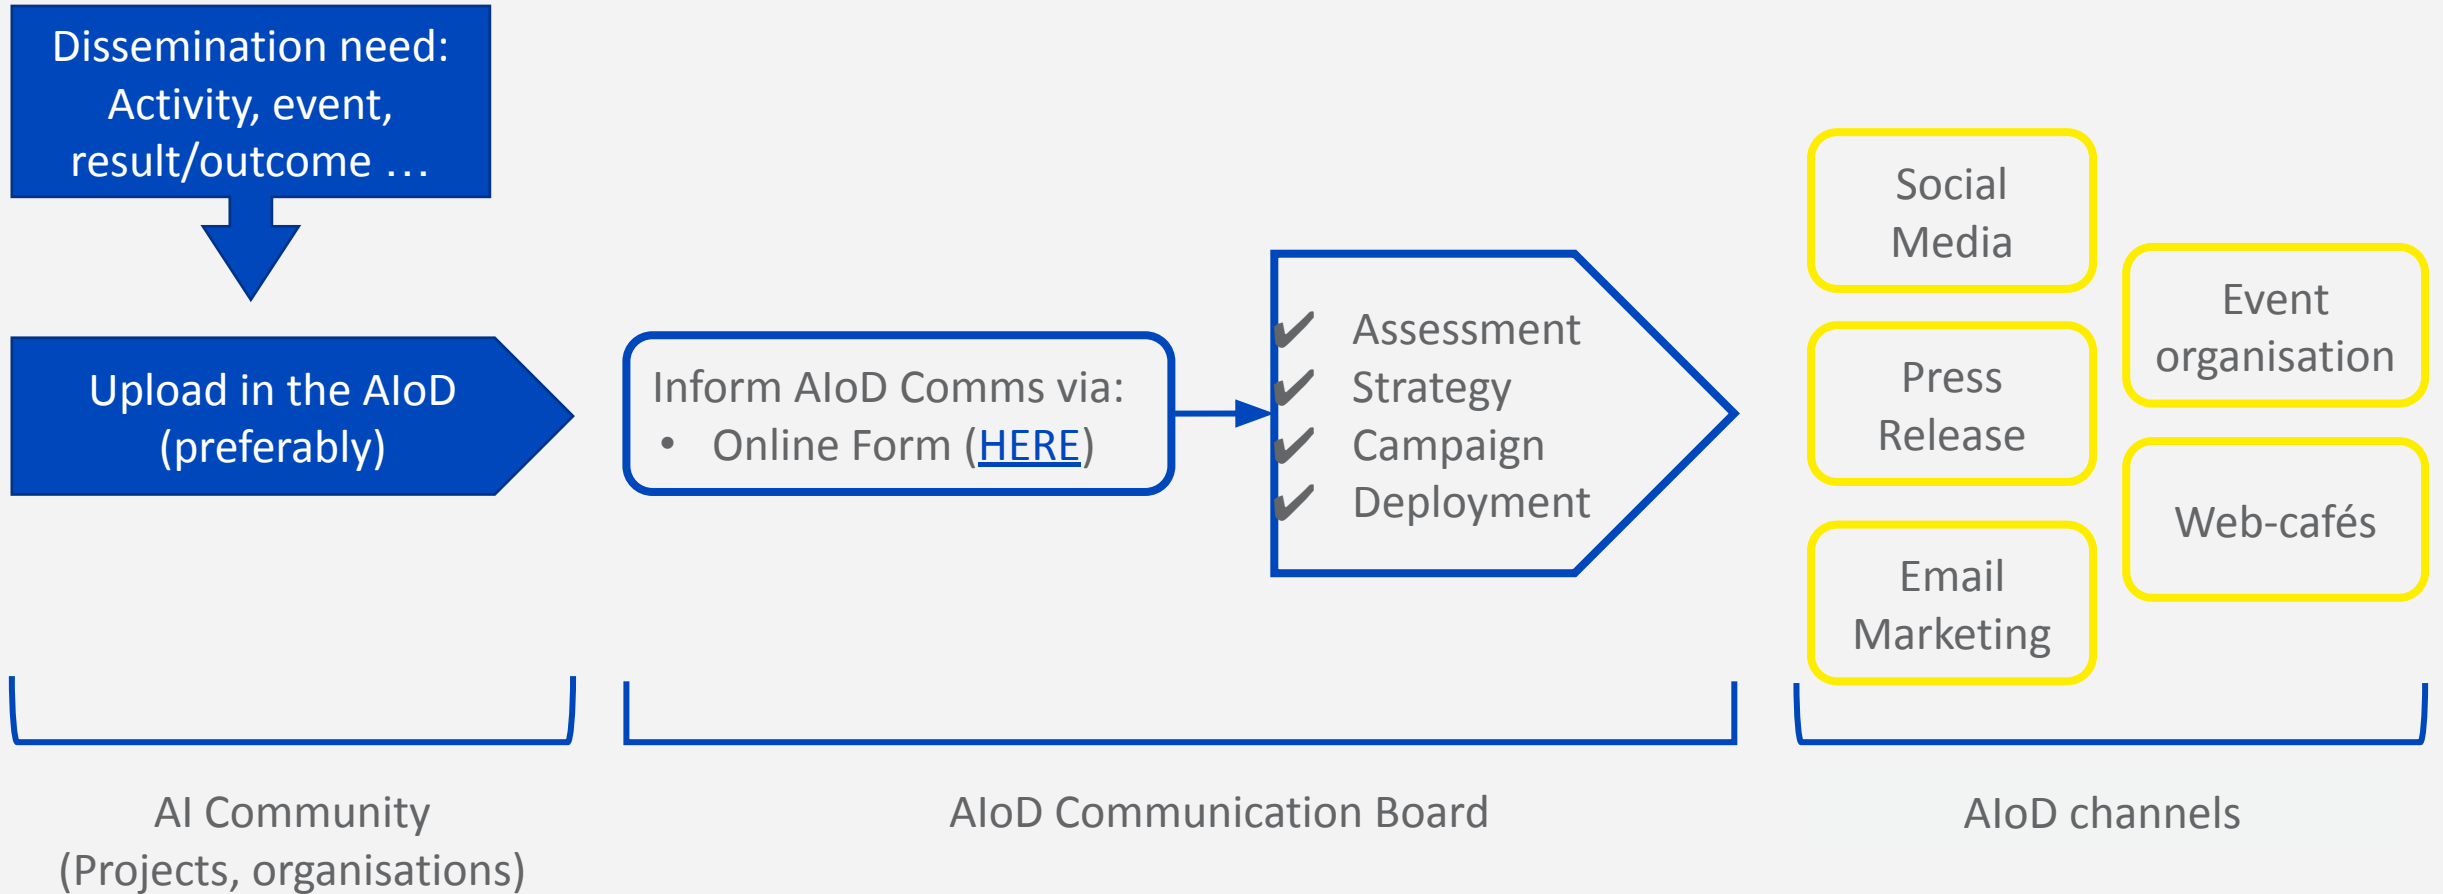 Dissemination need:
Activity, event,
result/outcome …
Upload in the AIoD
(preferably)
Inform AIoD Comms via:
• Online Form (HERE)
✔ Assessment
✔ Strategy
✔ Campaign
✔ Deployment
Social
Media
Press
Release
Email
Marketing
Event
organisation
Web-cafés
AI Community
(Projects, organisations)
AIoD Communication Board
AIoD channels